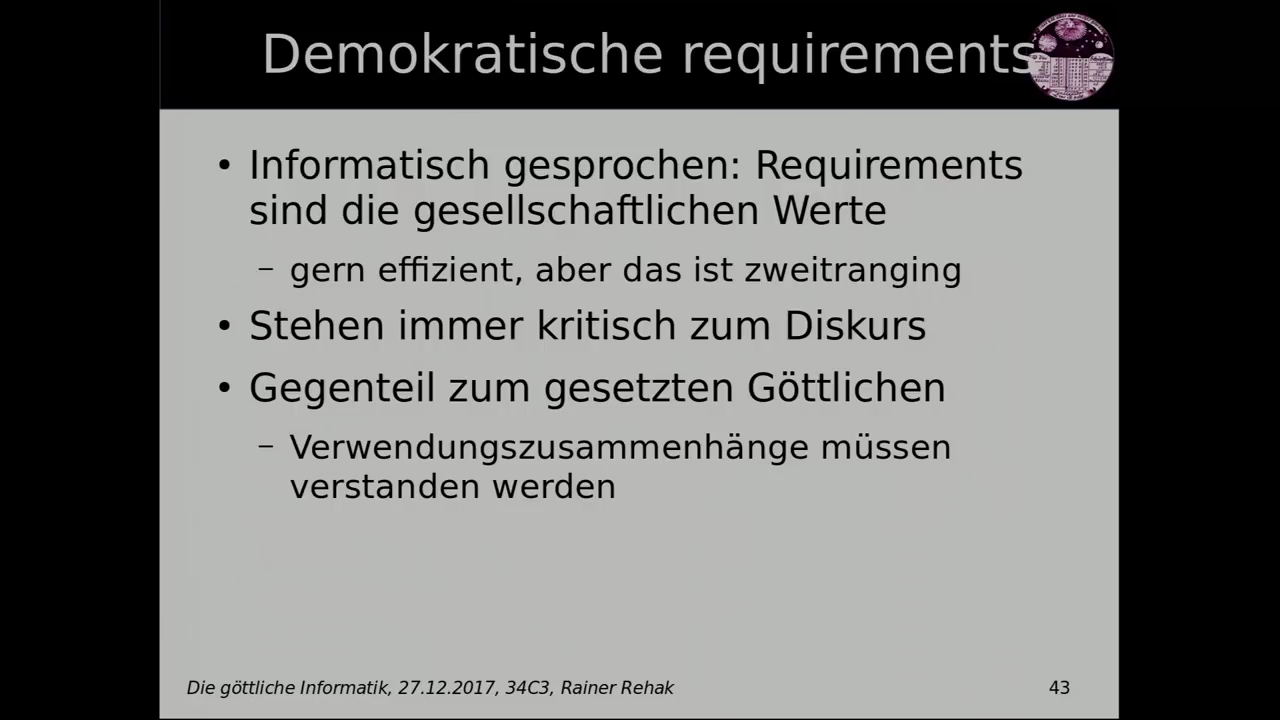 Demokratische requirements
• Informatisch gesprochen: Requirements
sind die gesellschaftlichen Werte
– gern effizient, aber das ist zweitranging
• Stehen immer kritisch zum Diskurs
• Gegenteil zum gesetzten Göttlichen
– Verwendungszusammenhänge müssen
verstanden werden
Die göttliche Informatik, 27.12.2017, 34C3, Rainer Rehak
43